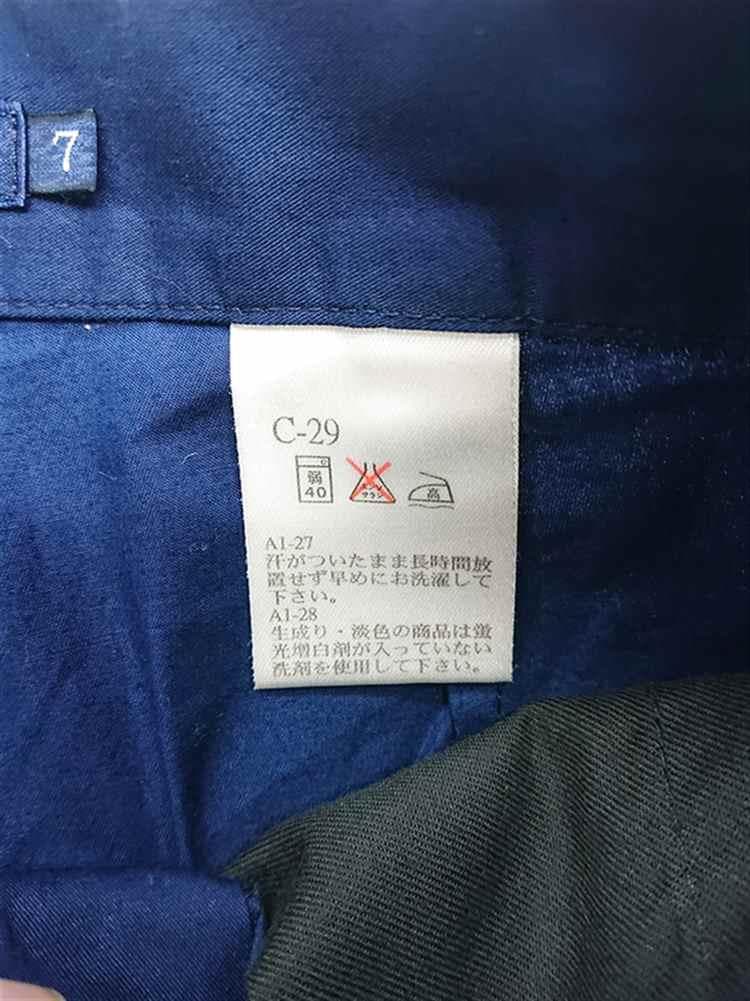 7
C-29
弱
40
エンソ
サラシ
高
A1-27
汗がついたまま長時間放
置せず早めにお洗濯して
下さい。
A1-28
生成り・淡色の商品は蛍
光増白剤が入っていない
洗剤を使用して下さい。